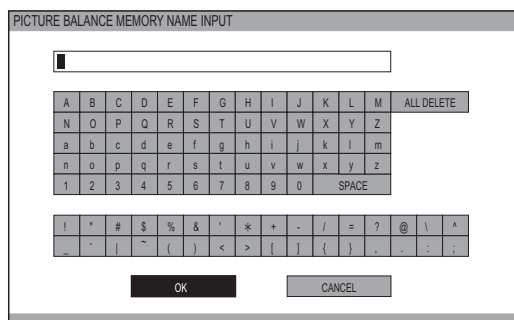 PICTURE BALANCE MEMORY NAME INPUT
A B C D E F G H I J K L M ALL DELETE
N O P Q R S T U V W X Y Z
a b c d e f g h i j k l m
n o p q r s t u v w x y z
1 2 3 4 5 6 7 8 9 0 SPACE
! " # $ % & ' * + - / = ? @ \ ^
_ ` | ~ ( ) < > [ ] { } , . : ;
OK CANCEL